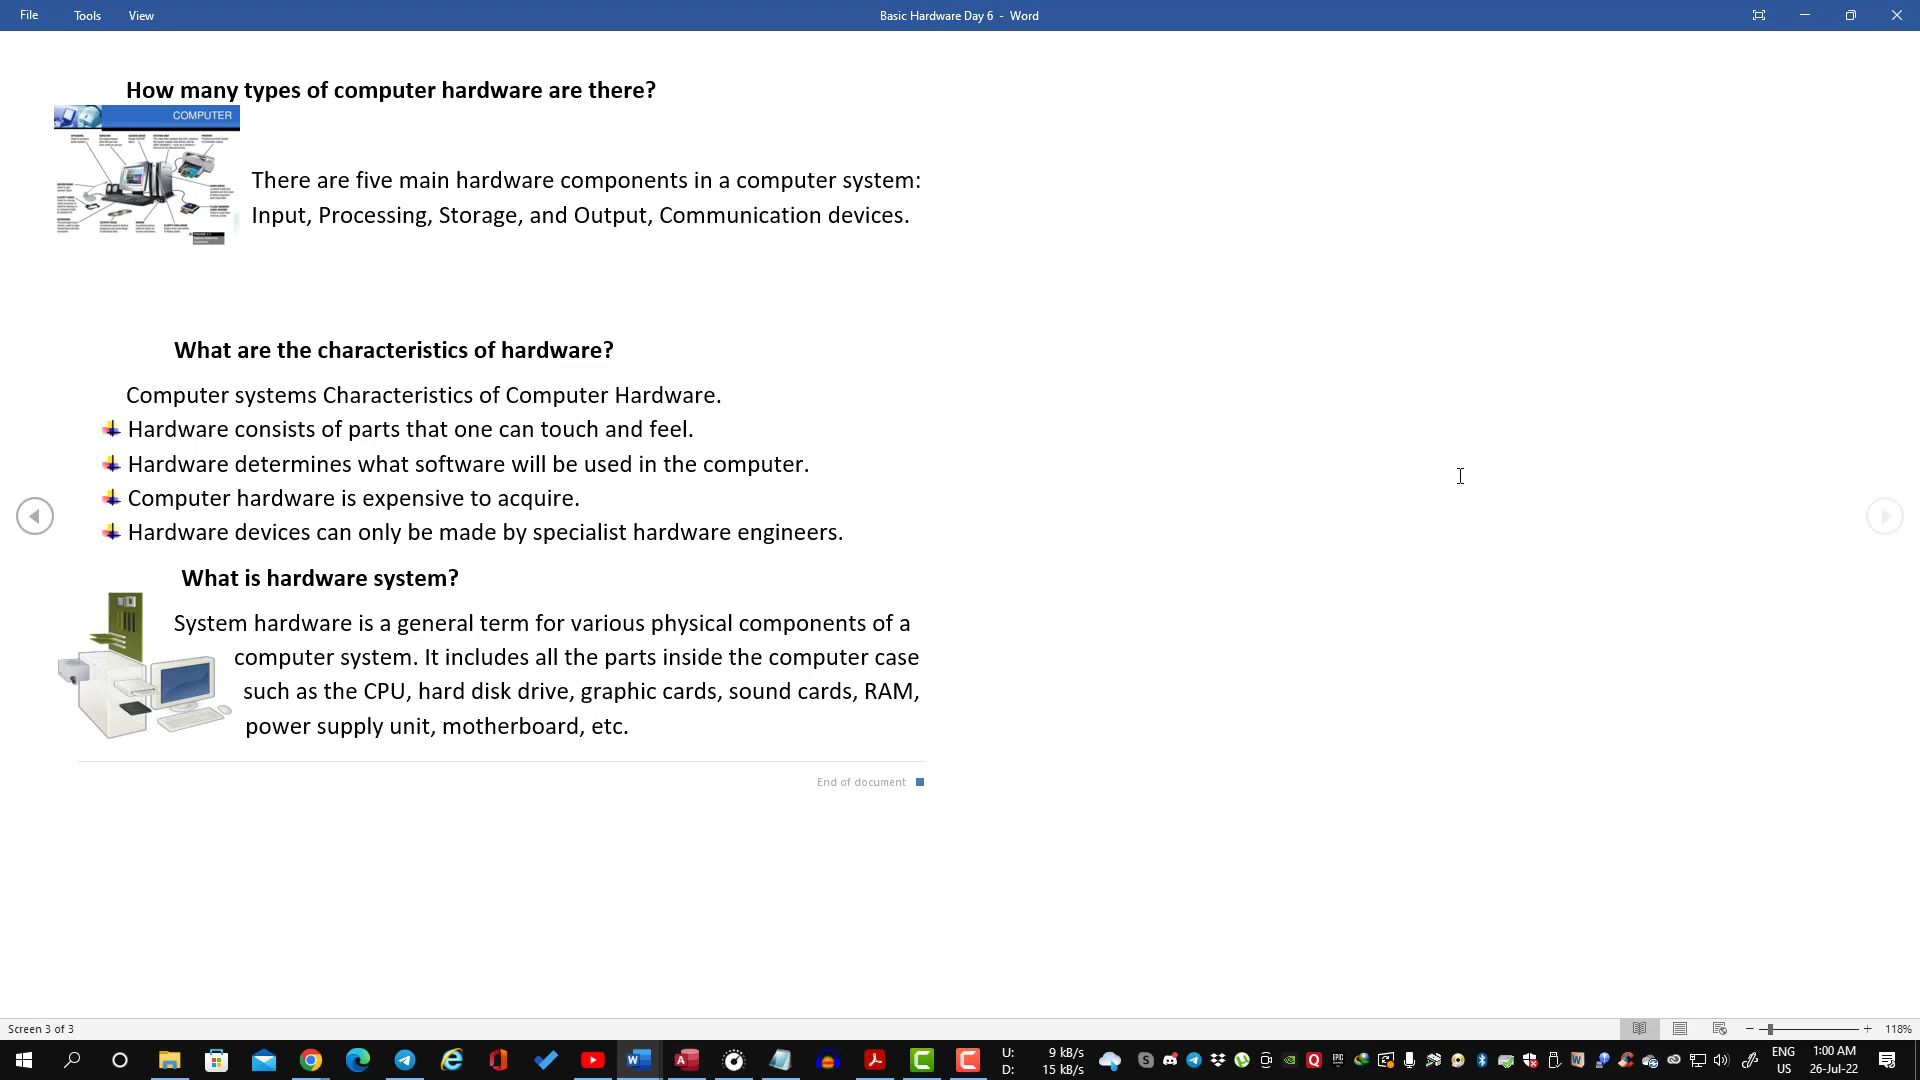 File Tools View Basic Hardware Day 6 - Word
How many types of computer hardware are there?
COMPUTER
There are five main hardware components in a computer system:
Input, Processing, Storage, and Output, Communication devices.
What are the characteristics of hardware?
Computer systems Characteristics of Computer Hardware.
Hardware consists of parts that one can touch and feel.
Hardware determines what software will be used in the computer.
Computer hardware is expensive to acquire.
Hardware devices can only be made by specialist hardware engineers.
What is hardware system?
System hardware is a general term for various physical components of a
computer system. It includes all the parts inside the computer case
such as the CPU, hard disk drive, graphic cards, sound cards, RAM,
power supply unit, motherboard, etc.
End of document
Screen 3 of 3 118%
U: 9 kB/s ENG 1:00 AM
D: 15 kB/s US 26-Jul-22